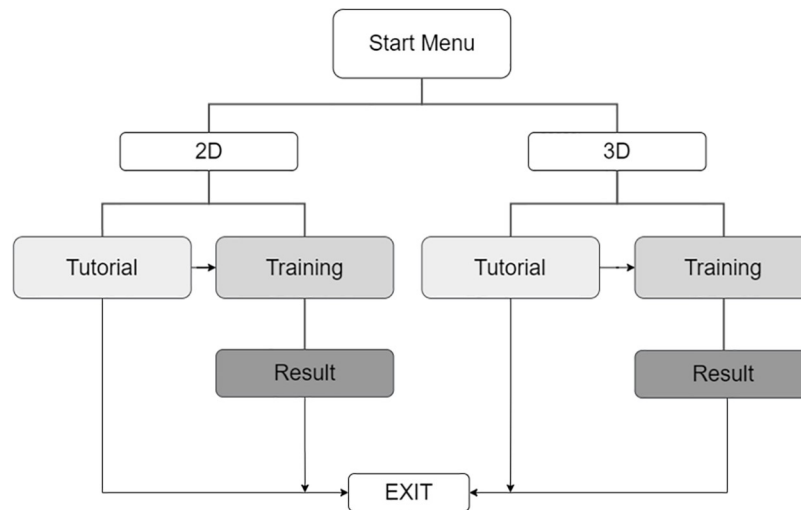 Start Menu
2D
3D
Tutorial
Training
Tutorial
Training
Result
Result
EXIT